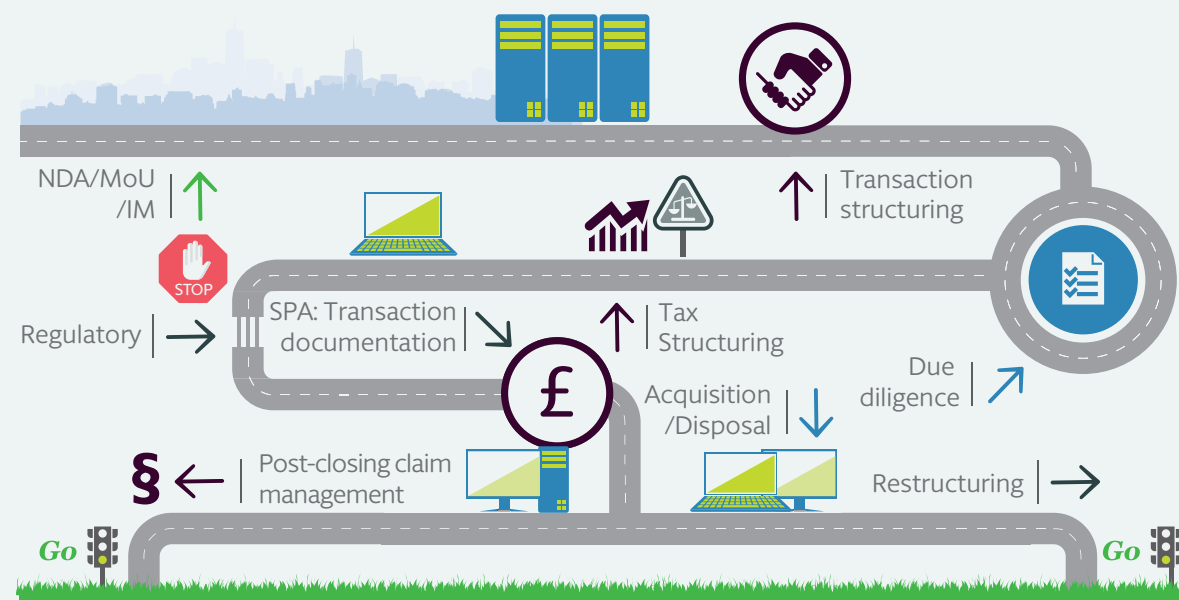 NDA/MoU
/IM
Transaction
structuring
STOP
Regulatory
SPA: Transaction
documentation
Tax
Structuring
£
Due
diligence
Acquisition
/Disposal
§
Post-closing claim
management
Restructuring
Go
Go